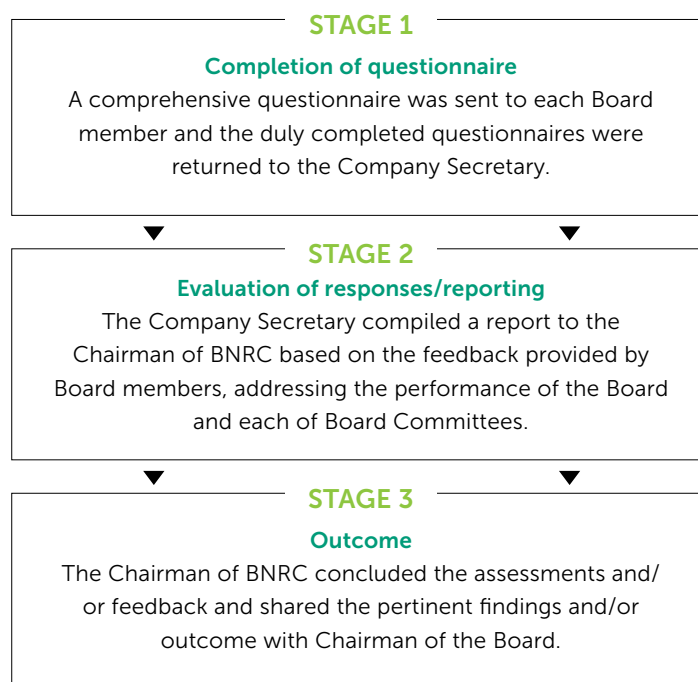 STAGE 1
Completion of questionnaire
A comprehensive questionnaire was sent to each Board
member and the duly completed questionnaires were
returned to the Company Secretary.
STAGE 2
Evaluation of responses/reporting
The Company Secretary compiled a report to the
Chairman of BNRC based on the feedback provided by
Board members, addressing the performance of the Board
and each of Board Committees.
STAGE 3
Outcome
The Chairman of BNRC concluded the assessments and/
or feedback and shared the pertinent findings and/or
outcome with Chairman of the Board.